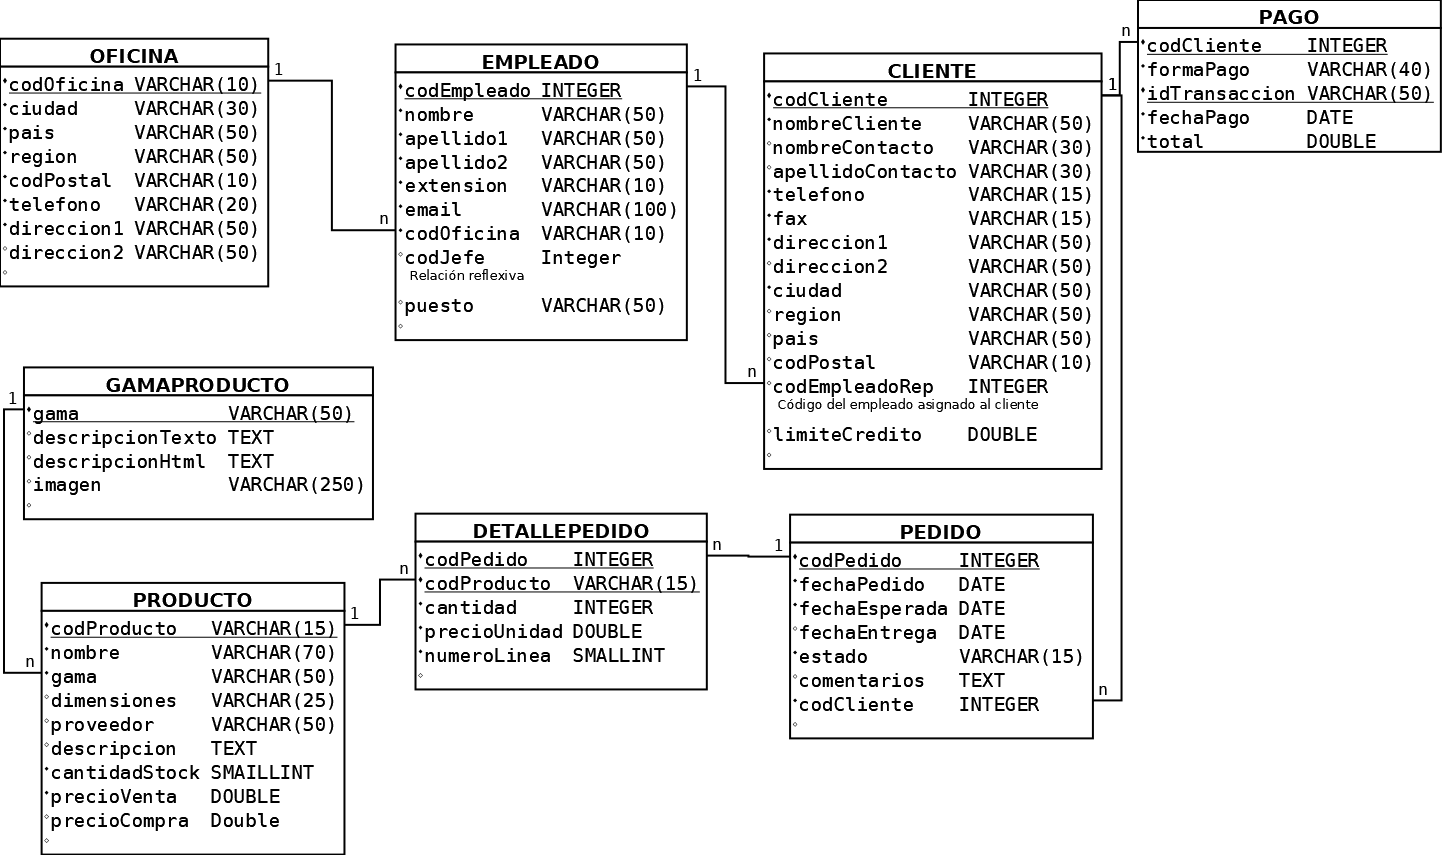 OFICINA
codOficina VARCHAR(10)
ciudad VARCHAR(30)
pais VARCHAR(50)
region VARCHAR(50)
codPostal VARCHAR(10)
telefono VARCHAR(20)
direccion1 VARCHAR(50)
direccion2 VARCHAR(50)
1
n
EMPLEADO
codEmpleado INTEGER
nombre VARCHAR(50)
apellido1 VARCHAR(50)
apellido2 VARCHAR(50)
extension VARCHAR(10)
email VARCHAR(100)
codOficina VARCHAR(10)
codJefe Integer
Relación reflexiva
puesto VARCHAR(50)
1
n
CLIENTE
codCliente INTEGER
nombreCliente VARCHAR(50)
nombreContacto VARCHAR(30)
apellidoContacto VARCHAR(30)
telefono VARCHAR(15)
fax VARCHAR(15)
direccion1 VARCHAR(50)
direccion2 VARCHAR(50)
ciudad VARCHAR(50)
region VARCHAR(50)
pais VARCHAR(50)
codPostal VARCHAR(10)
codEmpleadoRep INTEGER
Código del empleado asignado al cliente
limiteCredito DOUBLE
1
n
PAGO
codCliente INTEGER
formaPago VARCHAR(40)
idTransaccion VARCHAR(50)
fechaPago DATE
total DOUBLE
GAMAPRODUCTO
gama VARCHAR(50)
descripcionTexto TEXT
descripcionHtml TEXT
imagen VARCHAR(250)
1
n
PRODUCTO
codProducto VARCHAR(15)
nombre VARCHAR(70)
gama VARCHAR(50)
dimensiones VARCHAR(25)
proveedor VARCHAR(50)
descripcion TEXT
cantidadStock SMAILLINT
precioVenta DOUBLE
precioCompra Double
1
n
DETALLEPEDIDO
codPedido INTEGER
codProducto VARCHAR(15)
cantidad INTEGER
precioUnidad DOUBLE
numeroLinea SMALLINT
n
1
PEDIDO
codPedido INTEGER
fechaPedido DATE
fechaEsperada DATE
fechaEntrega DATE
estado VARCHAR(15)
comentarios TEXT
codCliente INTEGER
n